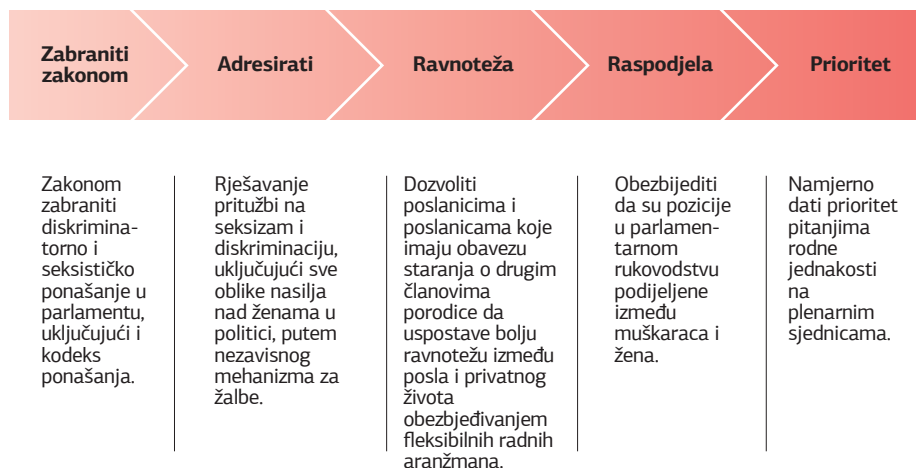 Zabraniti
zakonom
Adresirati
Ravnoteža
Raspodjela
Prioritet
Zakonom
zabraniti
diskrimina-
torno i
seksističko
ponašanje u
parlamentu,
uključujući i
kodeks
ponašanja.
Rješavanje
pritužbi na
seksizam i
diskriminaciju,
uključujući sve
oblike nasilja
nad ženama u
politici, putem
nezavisnog
mehanizma za
žalbe.
Dozvoliti
poslanicima i
poslanicama koje
imaju obavezu
staranja o drugim
članovima
porodice da
uspostave bolju
ravnotežu između
posla i privatnog
života
obezbjeđivanjem
fleksibilnih radnih
aranžmana.
Obezbijediti
da su pozicije
u parlamen-
tarnom
rukovodstvu
podijeljene
između
muškaraca i
žena.
Namjerno
dati prioritet
pitanjima
rodne
jednakosti
na
plenarnim
sjednicama.